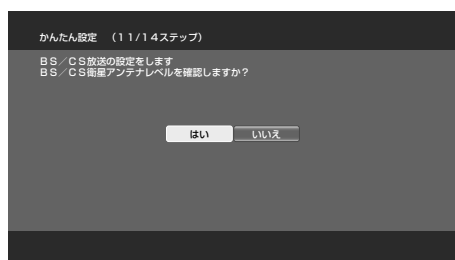 かんたん設定 （１１/１４ステップ）
ＢＳ／ＣＳ放送の設定をします
ＢＳ／ＣＳ衛星アンテナレベルを確認しますか？
はい いいえ